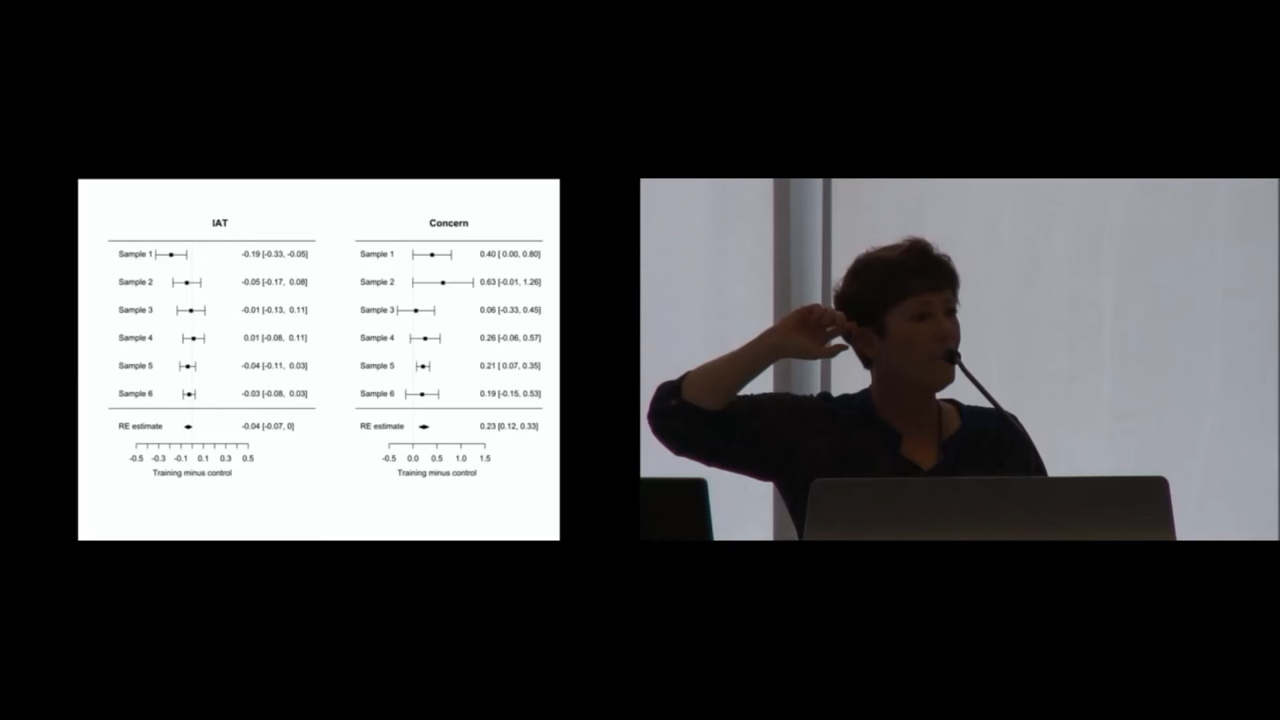 IAT
Sample 1 -0.19 [-0.33, -0.05]
Sample 2 -0.05 [-0.17, 0.08]
Sample 3 -0.01 [-0.13, 0.11]
Sample 4 0.01 [-0.08, 0.11]
Sample 5 -0.04 [-0.11, 0.03]
Sample 6 -0.03 [-0.08, 0.03]
RE estimate -0.04 [-0.07, 0]
-0.5 -0.3 -0.1 0.1 0.3 0.5
Training minus control
Concern
Sample 1 0.40 [ 0.00, 0.80]
Sample 2 0.63 [-0.01, 1.26]
Sample 3 0.06 [-0.33, 0.45]
Sample 4 0.26 [-0.06, 0.57]
Sample 5 0.21 [ 0.07, 0.35]
Sample 6 0.19 [-0.15, 0.53]
RE estimate 0.23 [0.12, 0.33]
-0.5 0.0 0.5 1.0 1.5
Training minus control